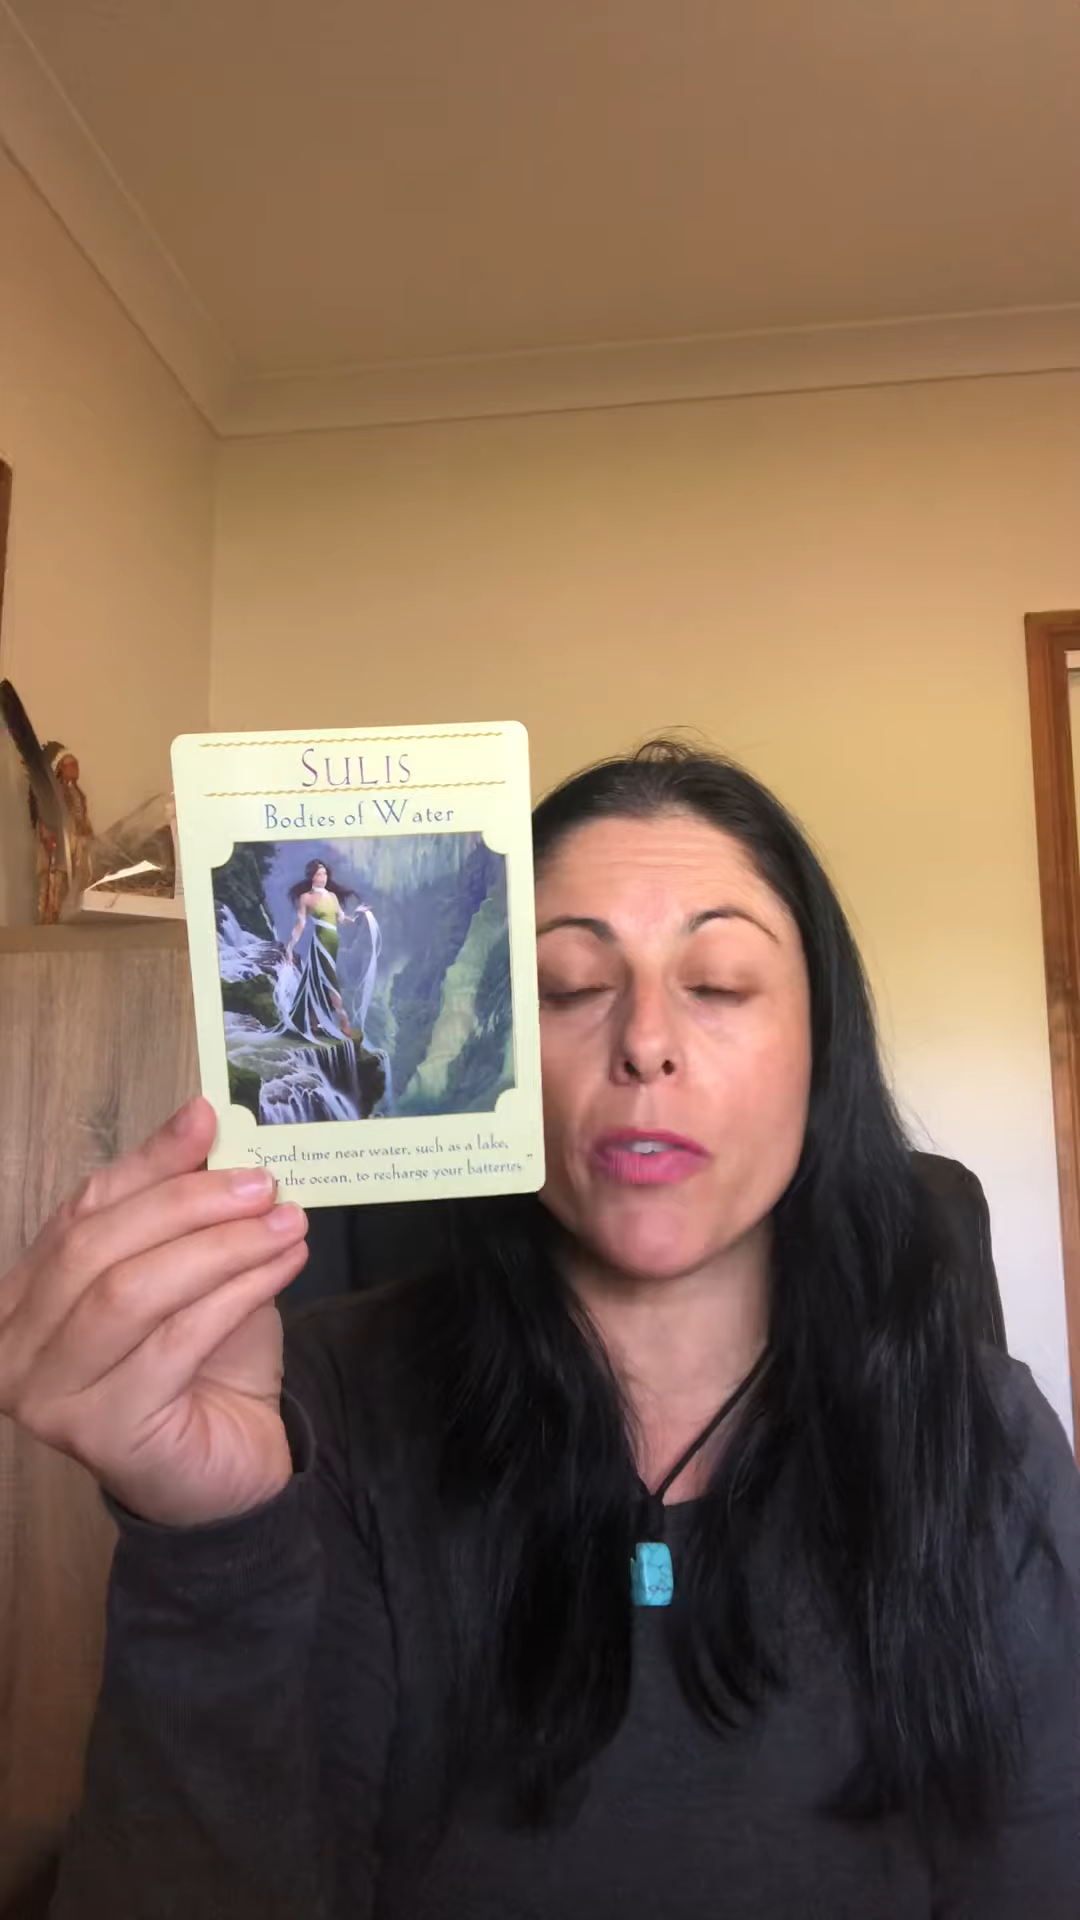 SULIS
Bodies of Water
"Spend time near water, such as a lake,
r the ocean, to recharge your batteries."